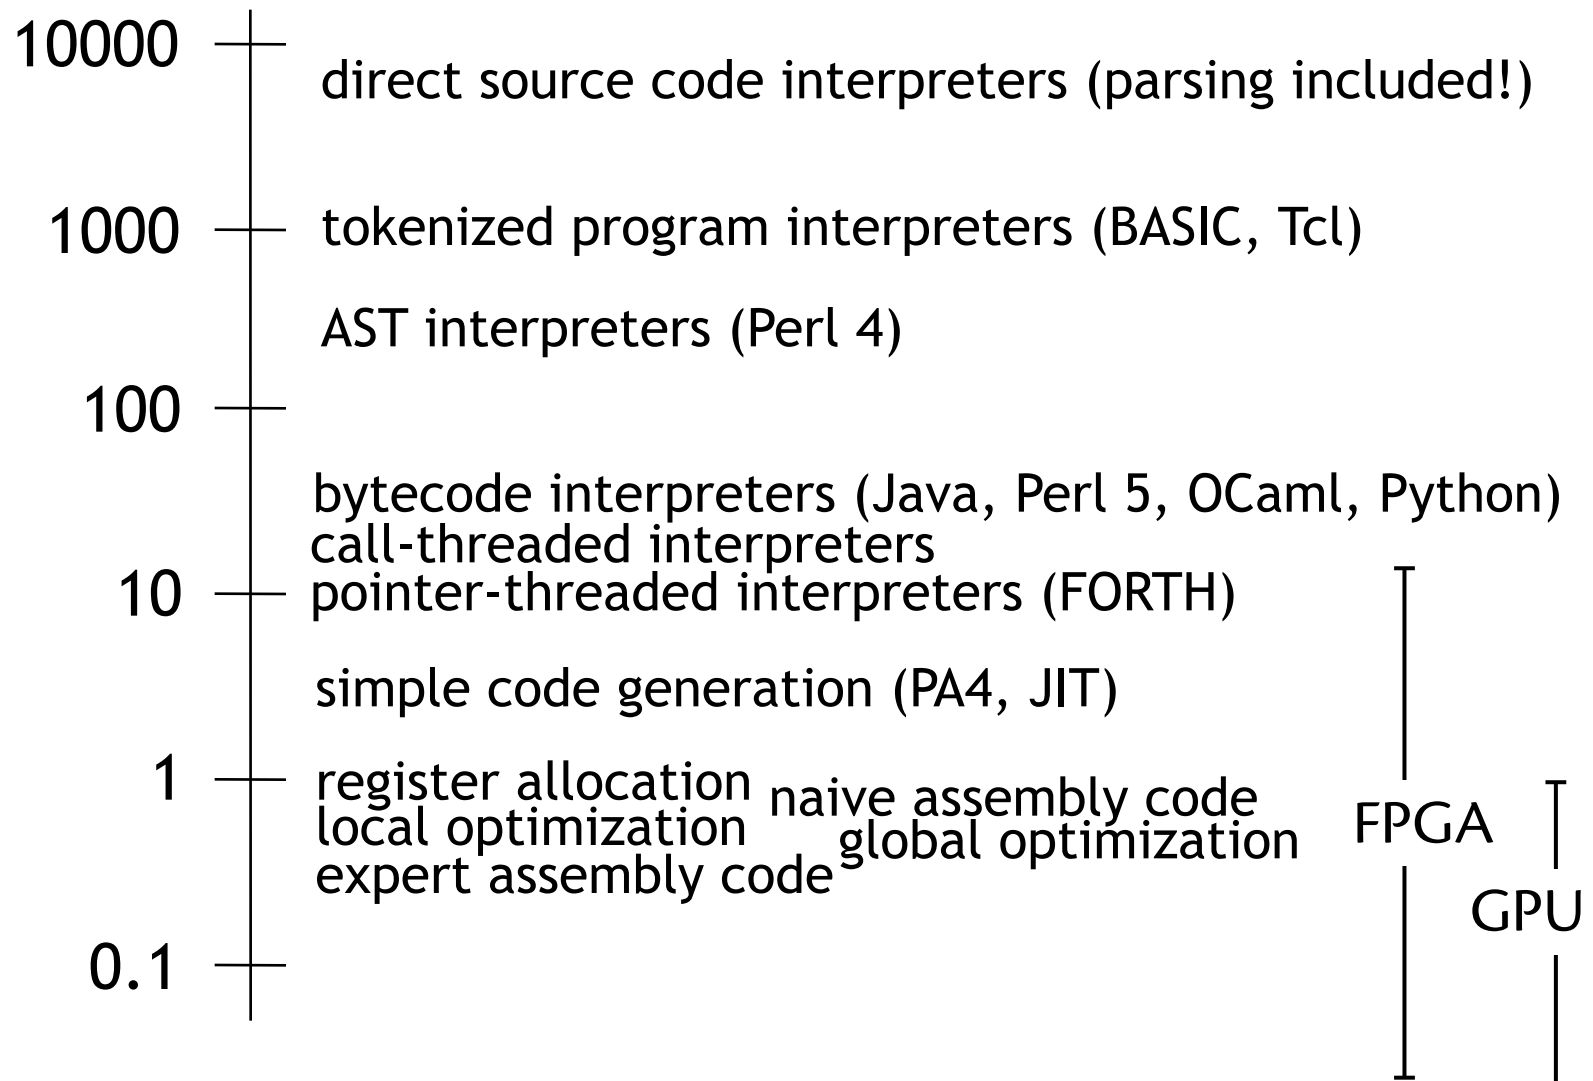 10000
direct source code interpreters (parsing included!)
1000
tokenized program interpreters (BASIC, Tcl)
AST interpreters (Perl 4)
100
bytecode interpreters (Java, Perl 5, OCaml, Python)
call-threaded interpreters
10
pointer-threaded interpreters (FORTH)
simple code generation (PA4, JIT)
1
register allocation
naive assembly code
local optimization
global optimization
expert assembly code
FPGA
GPU
0.1